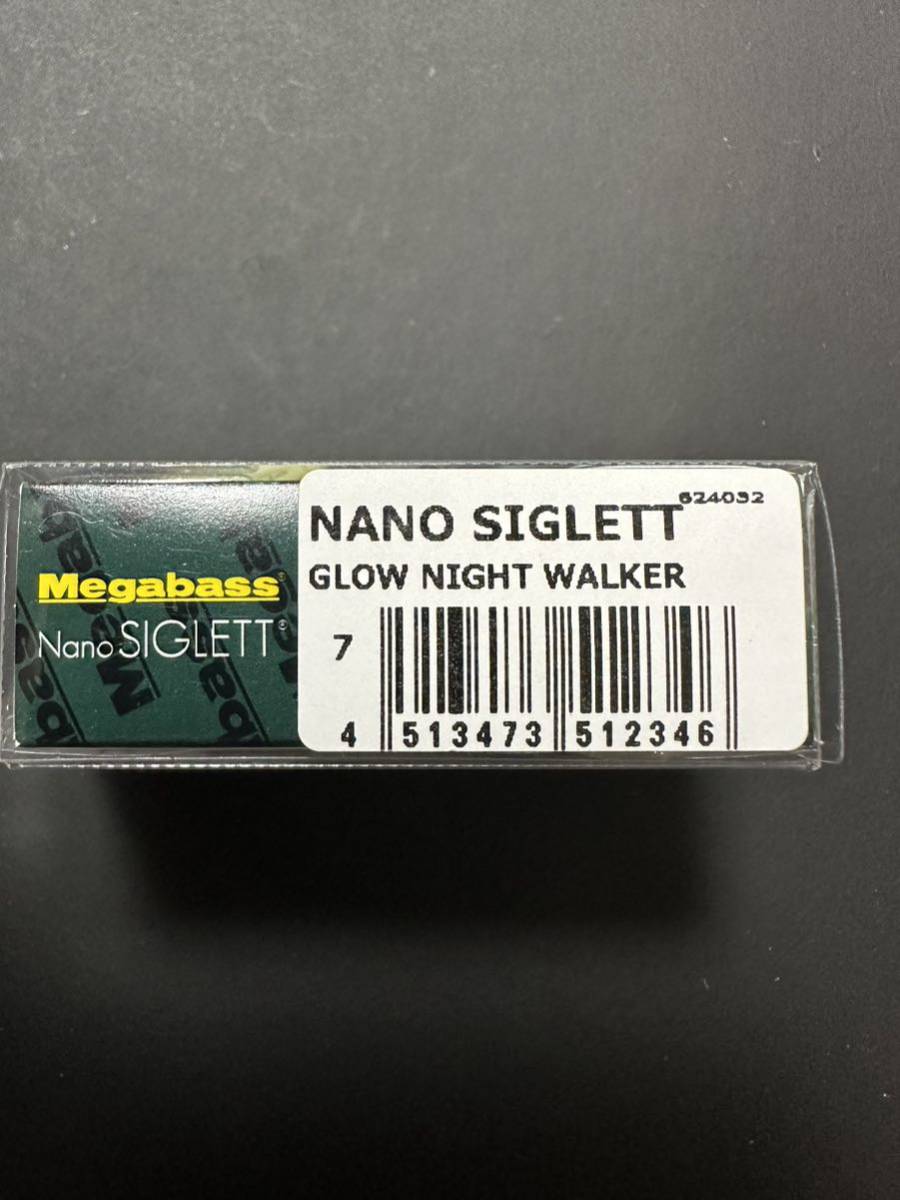 Megabass®
Nano SIGLETT®
624032
NANO SIGLETT
GLOW NIGHT WALKER
7
4 513473 512346